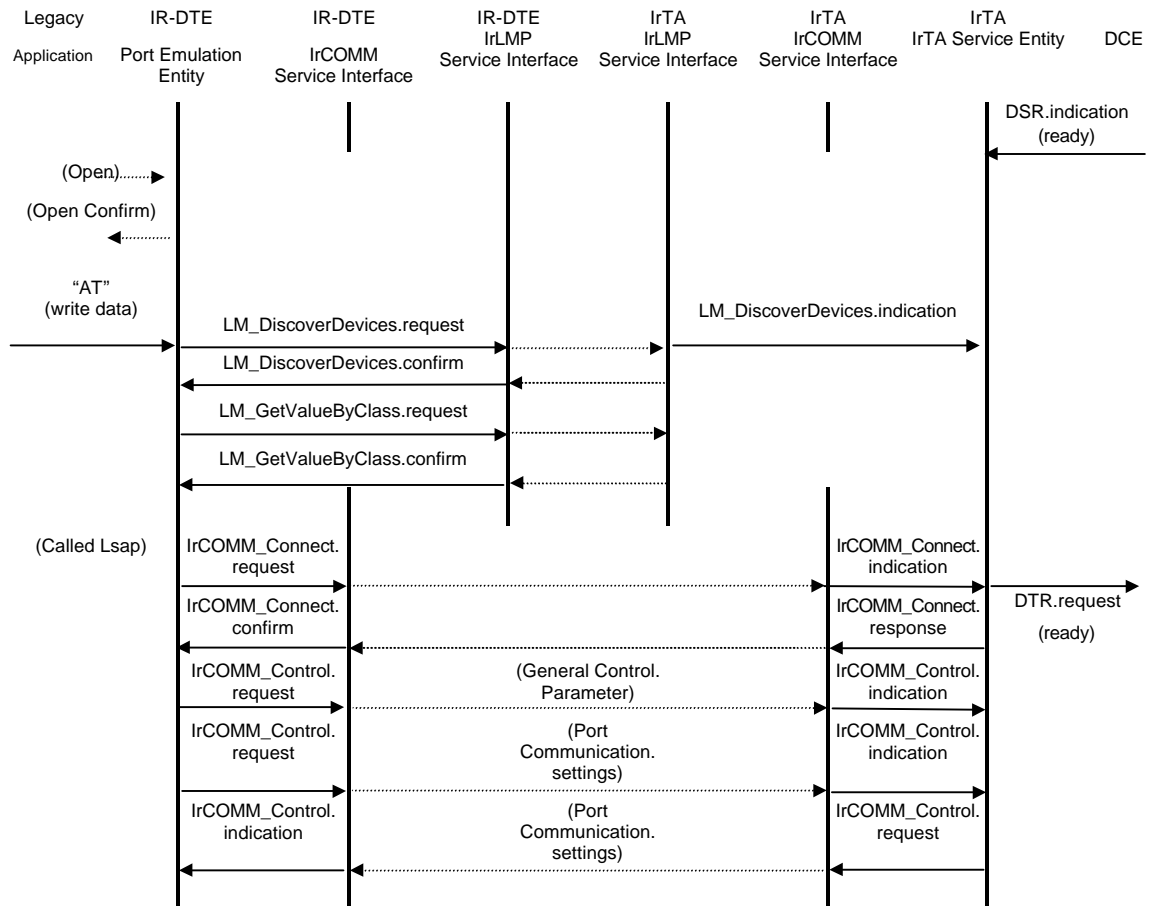 Legacy
Application
IR-DTE
Port Emulation
Entity
IR-DTE
IrCOMM
Service Interface
IR-DTE
IrLMP
Service Interface
IrTA
IrLMP
Service Interface
IrTA
IrCOMM
Service Interface
IrTA
IrTA Service Entity
DCE
DSR.indication
(ready)
(Open)
(Open Confirm)
“AT”
(write data)
LM_DiscoverDevices.request
LM_DiscoverDevices.indication
LM_DiscoverDevices.confirm
LM_GetValueByClass.request
LM_GetValueByClass.confirm
(Called Lsap)
IrCOMM_Connect.
request
IrCOMM_Connect.
indication
DTR.request
(ready)
IrCOMM_Connect.
confirm
IrCOMM_Connect.
response
IrCOMM_Control.
request
(General Control.
Parameter)
IrCOMM_Control.
indication
IrCOMM_Control.
request
(Port
Communication.
settings)
IrCOMM_Control.
indication
IrCOMM_Control.
indication
(Port
Communication.
settings)
IrCOMM_Control.
request